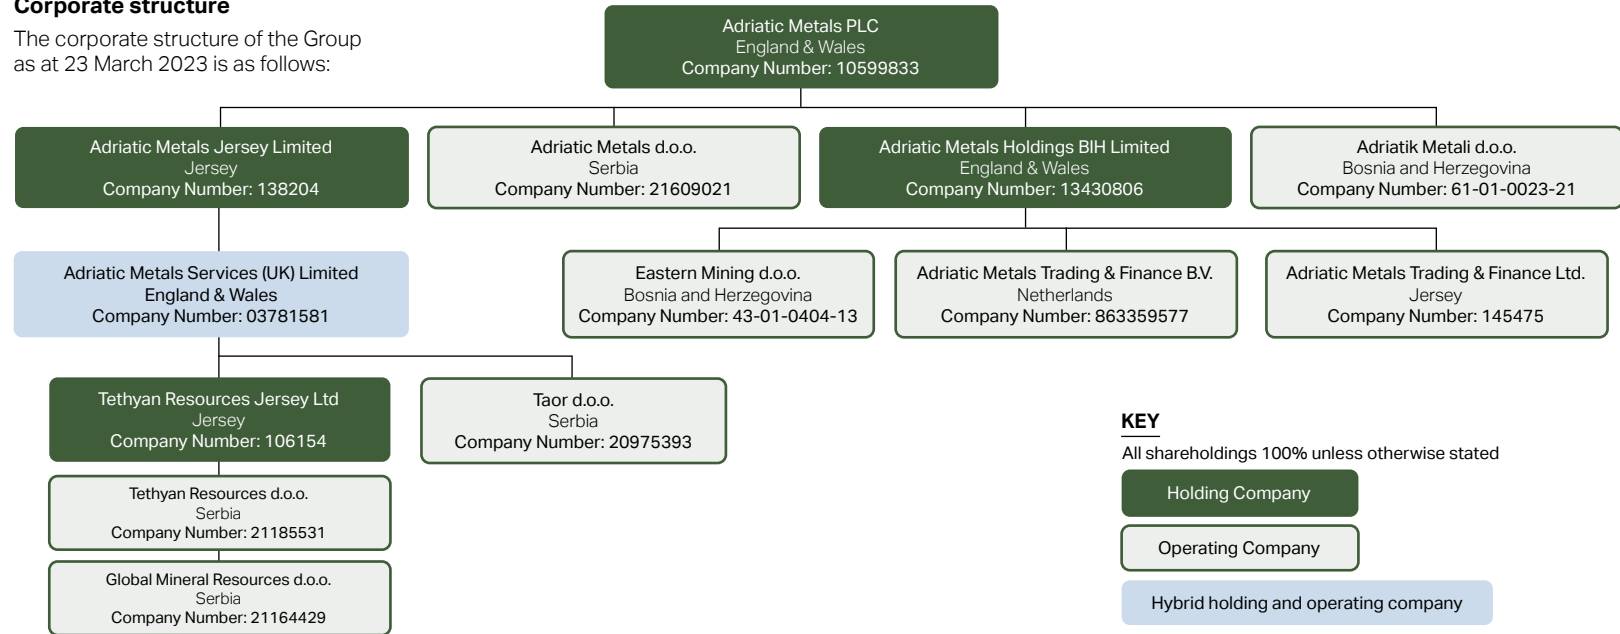 Corporate structure
The corporate structure of the Group
as at 23 March 2023 is as follows:
Adriatic Metals PLC
England & Wales
Company Number: 10599833
Adriatic Metals Jersey Limited
Jersey
Company Number: 138204
Adriatic Metals d.o.o.
Serbia
Company Number: 21609021
Adriatic Metals Holdings BIH Limited
England & Wales
Company Number: 13430806
Adriatik Metali d.o.o.
Bosnia and Herzegovina
Company Number: 61-01-0023-21
Adriatic Metals Services (UK) Limited
England & Wales
Company Number: 03781581
Eastern Mining d.o.o.
Bosnia and Herzegovina
Company Number: 43-01-0404-13
Adriatic Metals Trading & Finance B.V.
Netherlands
Company Number: 863359577
Adriatic Metals Trading & Finance Ltd.
Jersey
Company Number: 145475
Tethyan Resources Jersey Ltd
Jersey
Company Number: 106154
Taor d.o.o.
Serbia
Company Number: 20975393
Tethyan Resources d.o.o.
Serbia
Company Number: 21185531
Global Mineral Resources d.o.o.
Serbia
Company Number: 21164429
KEY
All shareholdings 100% unless otherwise stated
Holding Company
Operating Company
Hybrid holding and operating company